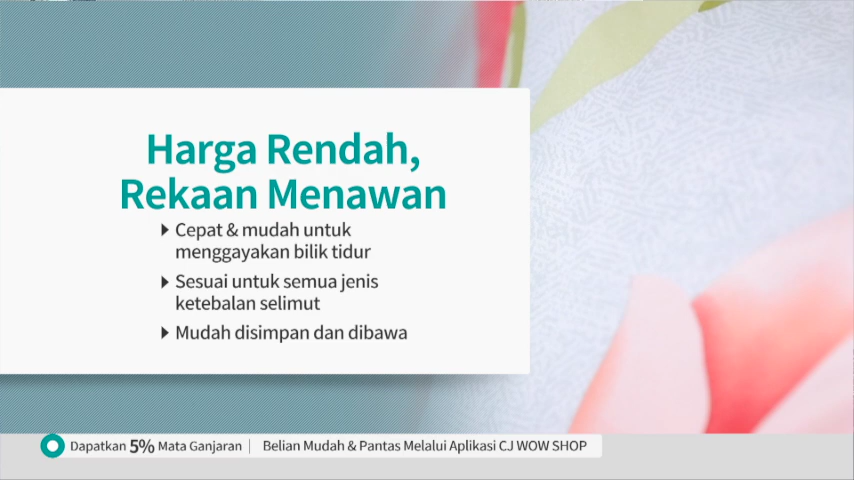 Harga Rendah,
Rekaan Menawan
Cepat & mudah untuk
menggayakan bilik tidur
Sesuai untuk semua jenis
ketebalan selimut
Mudah disimpan dan dibawa
Dapatkan 5% Mata Ganjaran | Belian Mudah & Pantas Melalui Aplikasi CJ WOW SHOP